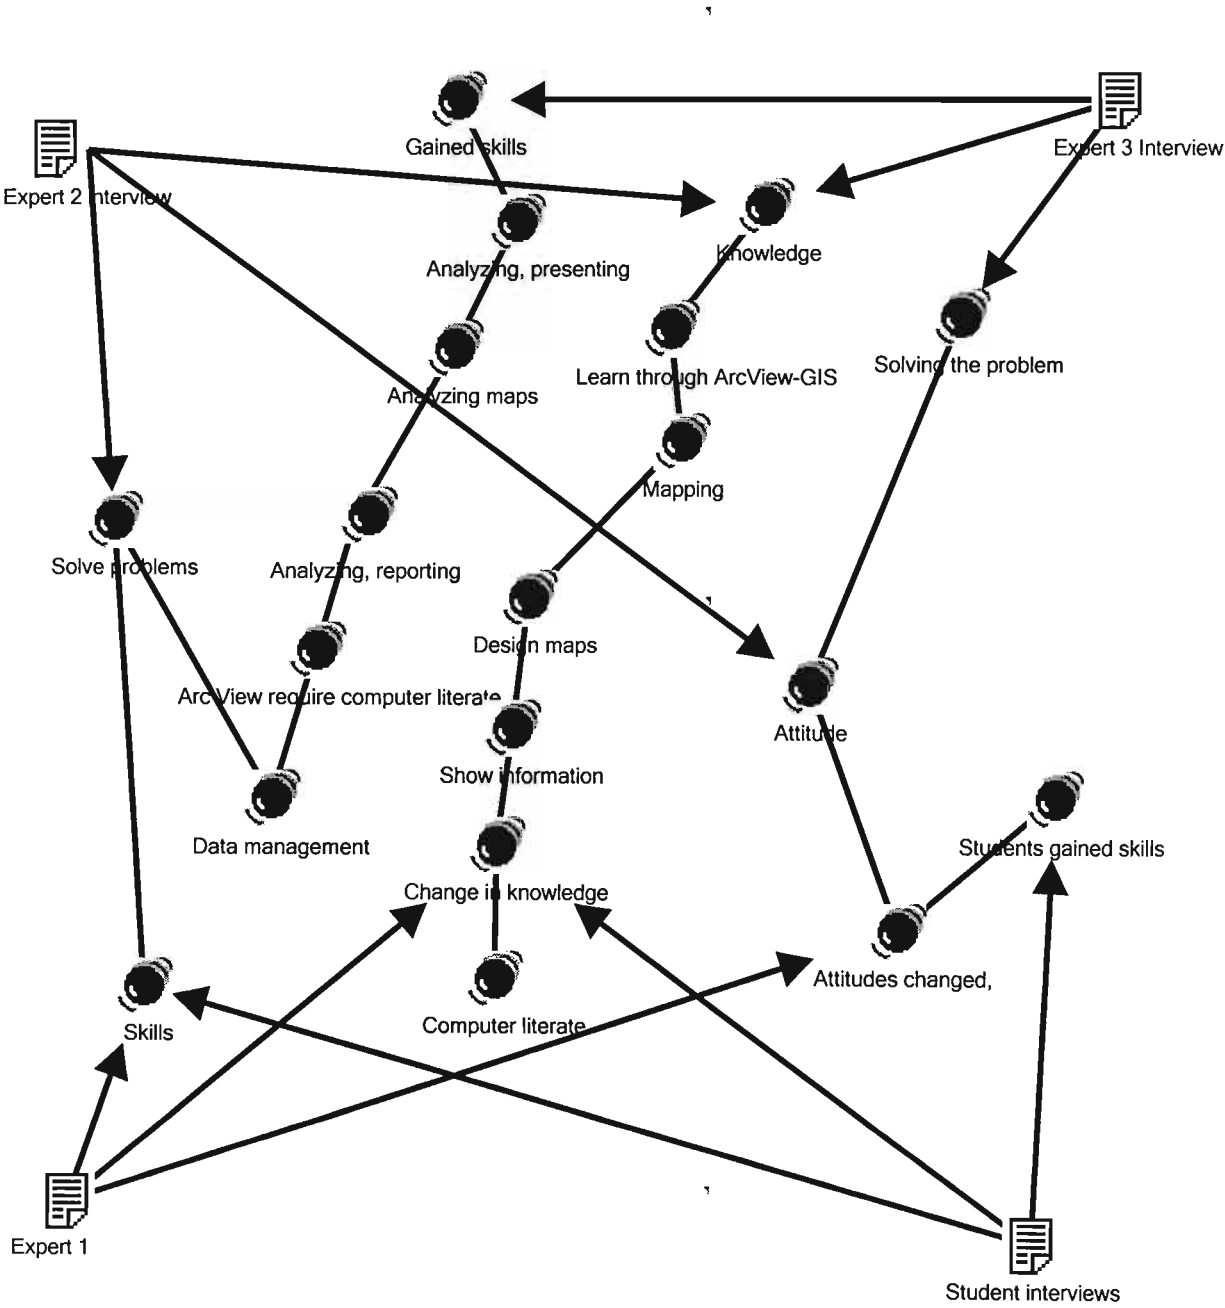 Gained skills
Expert 3 Interview
Expert 2 Interview
Knowledge
Analyzing, presenting
Solving the problem
Learn through ArcView-GIS
Analyzing maps
Mapping
Solve problems
Analyzing, reporting
Design maps
Arc View require computer literate
Attitude
Show information
Data management
Students gained skills
Change in knowledge
Attitudes changed,
Computer literate
Skills
Expert 1
Student interviews